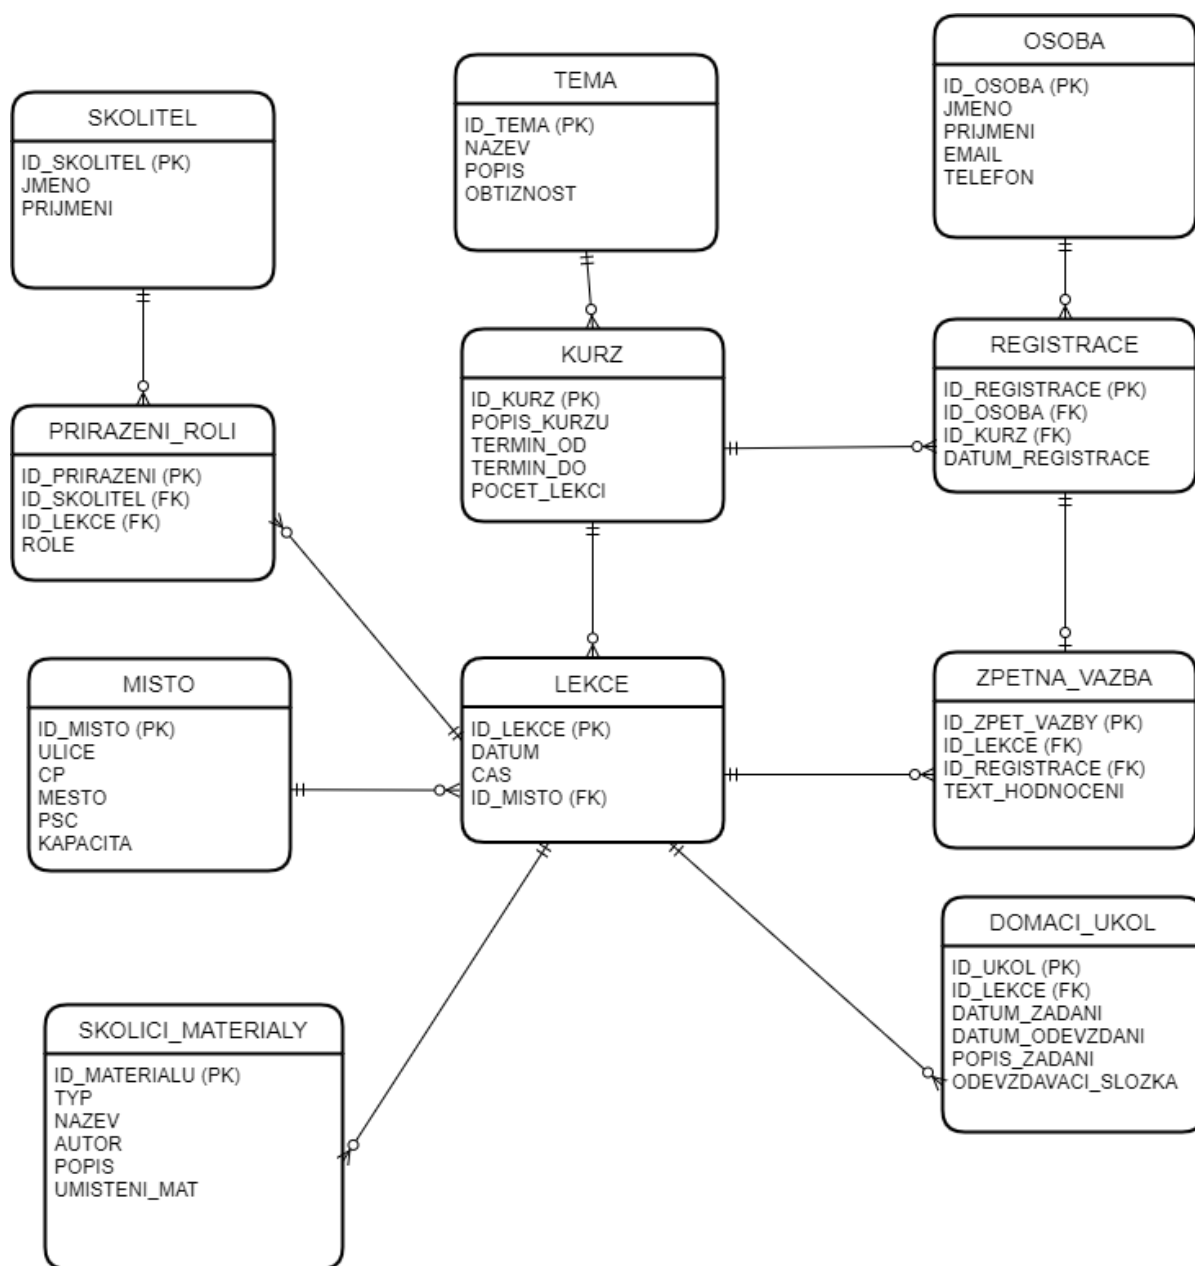 SKOLITEL
ID_SKOLITEL (PK)
JMENO
PRIJMENI
TEMA
ID_TEMA (PK)
NAZEV
POPIS
OBTIZNOST
OSOBA
ID_OSOBA (PK)
JMENO
PRIJMENI
EMAIL
TELEFON
PRIRAZENI_ROLI
ID_PRIRAZENI (PK)
ID_SKOLITEL (FK)
ID_LEKCE (FK)
ROLE
KURZ
ID_KURZ (PK)
POPIS_KURZU
TERMIN_OD
TERMIN_DO
POCET_LEKCI
REGISTRACE
ID_REGISTRACE (PK)
ID_OSOBA (FK)
ID_KURZ (FK)
DATUM_REGISTRACE
MISTO
ID_MISTO (PK)
ULICE
CP
MESTO
PSC
KAPACITA
LEKCE
ID_LEKCE (PK)
DATUM
CAS
ID_MISTO (FK)
ZPETNA_VAZBA
ID_ZPET_VAZBY (PK)
ID_LEKCE (FK)
ID_REGISTRACE (FK)
TEXT_HODNOCENI
SKOLICI_MATERIALY
ID_MATERIALU (PK)
TYP
NAZEV
AUTOR
POPIS
UMISTENI_MAT
DOMACI_UKOL
ID_UKOL (PK)
ID_LEKCE (FK)
DATUM_ZADANI
DATUM_ODEVZDANI
POPIS_ZADANI
ODEVZDAVACI_SLOZKA